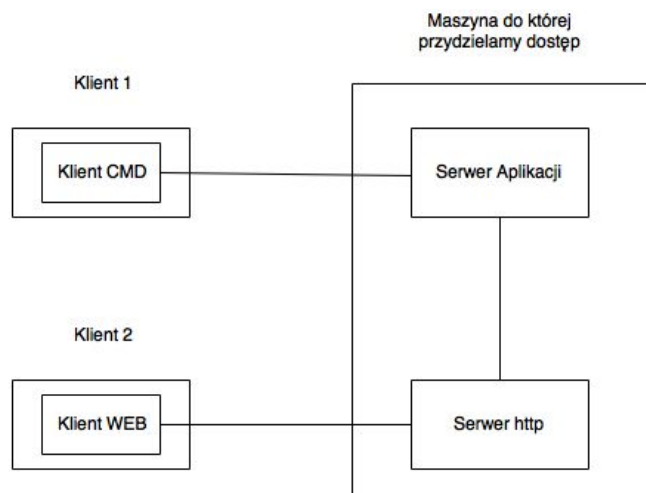 Maszyna do której
przydzielamy dostęp
Klient 1
Klient CMD
Serwer Aplikacji
Klient 2
Klient WEB
Serwer http